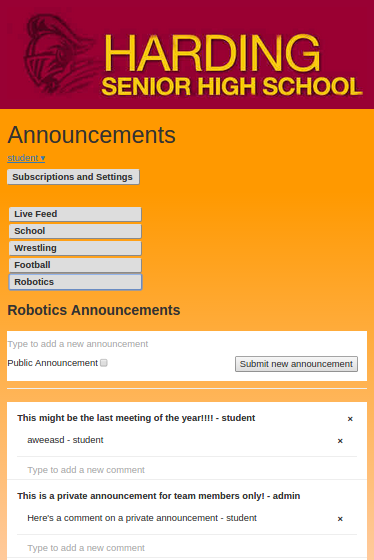 HARDING
SENIOR HIGH SCHOOL
Announcements
student ▾
Subscriptions and Settings
Live Feed
School
Wrestling
Football
Robotics
Robotics Announcements
Type to add a new announcement
Public Announcement
Submit new announcement
This might be the last meeting of the year!!!! - student ×
aweeasd - student ×
Type to add a new comment
This is a private announcement for team members only! - admin
Here's a comment on a private announcement - student ×
Type to add a new comment